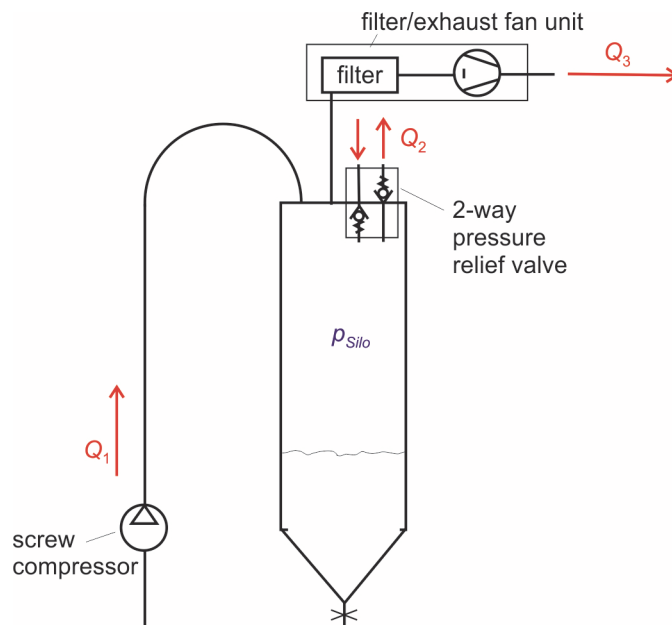 filter/exhaust fan unit
filter
Q3
Q2
2-way
pressure
relief valve
pSilo
Q1
screw
compressor